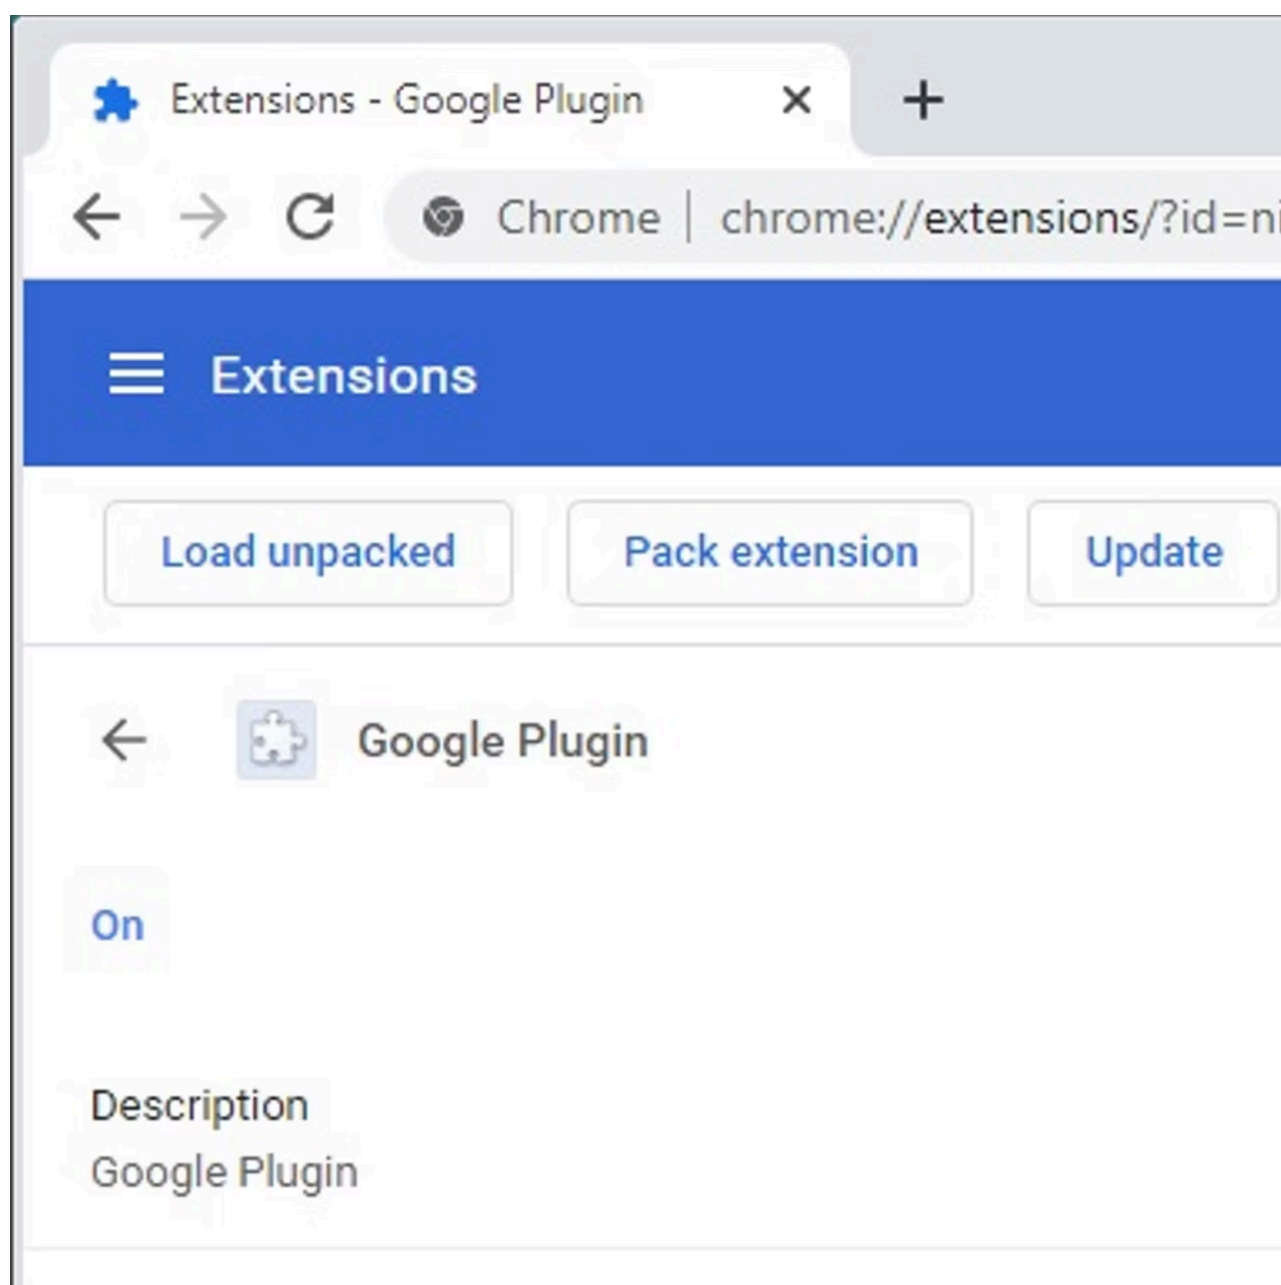 Extensions - Google Plugin
Chrome | chrome://extensions/?id=ni
Extensions
Load unpacked Pack extension Update
Google Plugin
On
Description
Google Plugin